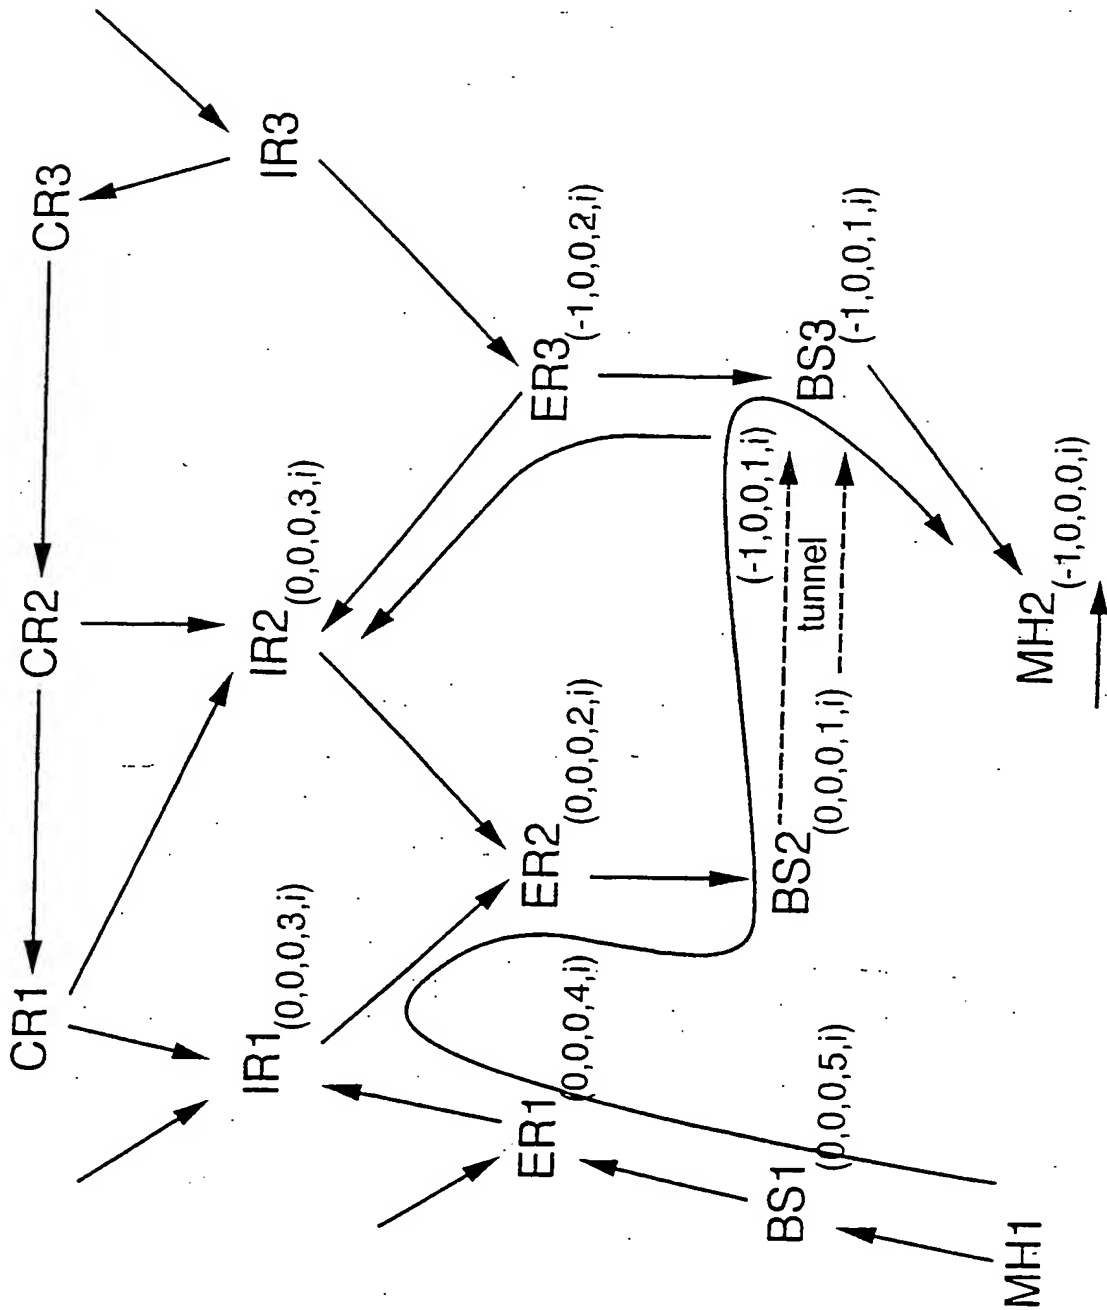 CR1
CR2
CR3
IR1
(0,0,0,3,i)
IR2
(0,0,0,3,i)
IR3
ER1
(0,0,0,4,i)
ER2
(0,0,0,2,i)
ER3
(-1,0,0,2,i)
BS1
(0,0,0,5,i)
BS2
(0,0,0,1,i)
tunnel
(-1,0,0,1,i)
BS3
(-1,0,0,1,i)
MH1
MH2
(-1,0,0,0,i)